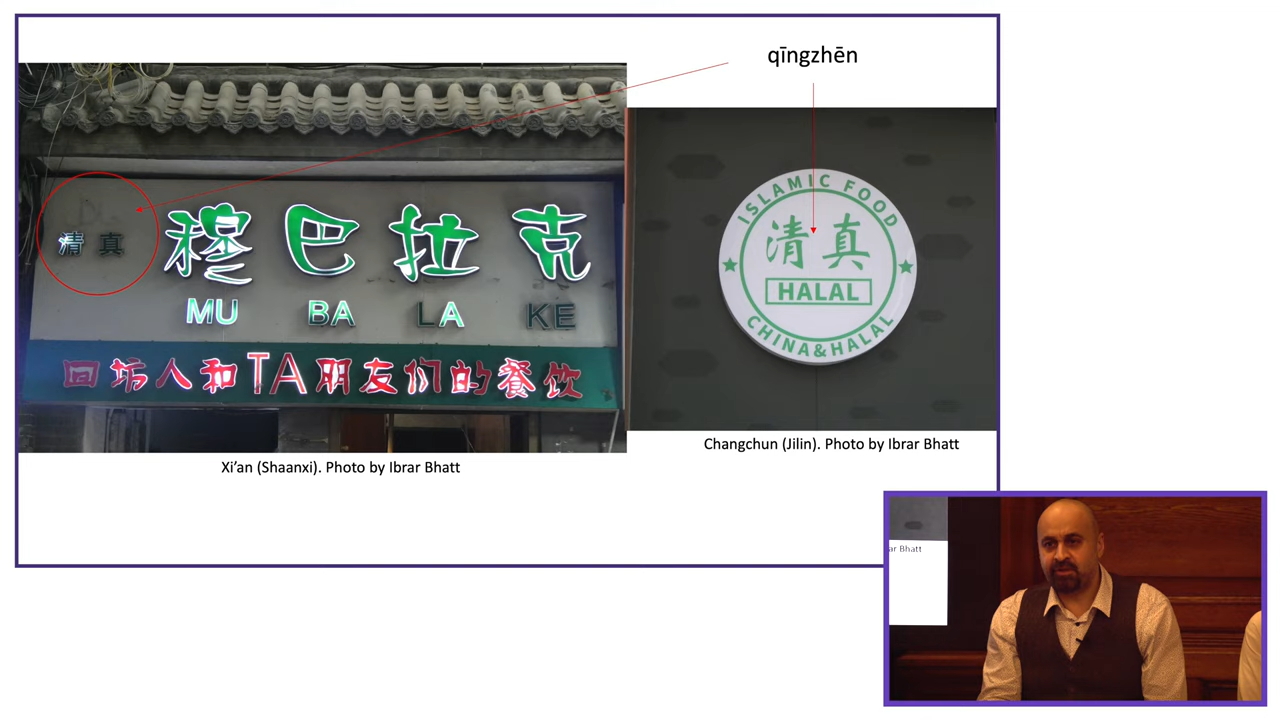 qīngzhēn
清真
穆巴拉克
MU BA LA KE
回坊人和TA朋友们的餐饮
ISLAMIC FOOD
清真
HALAL
CHINA&HALAL
Changchun (Jilin). Photo by Ibrar Bhatt
Xi’an (Shaanxi). Photo by Ibrar Bhatt
ar Bhatt